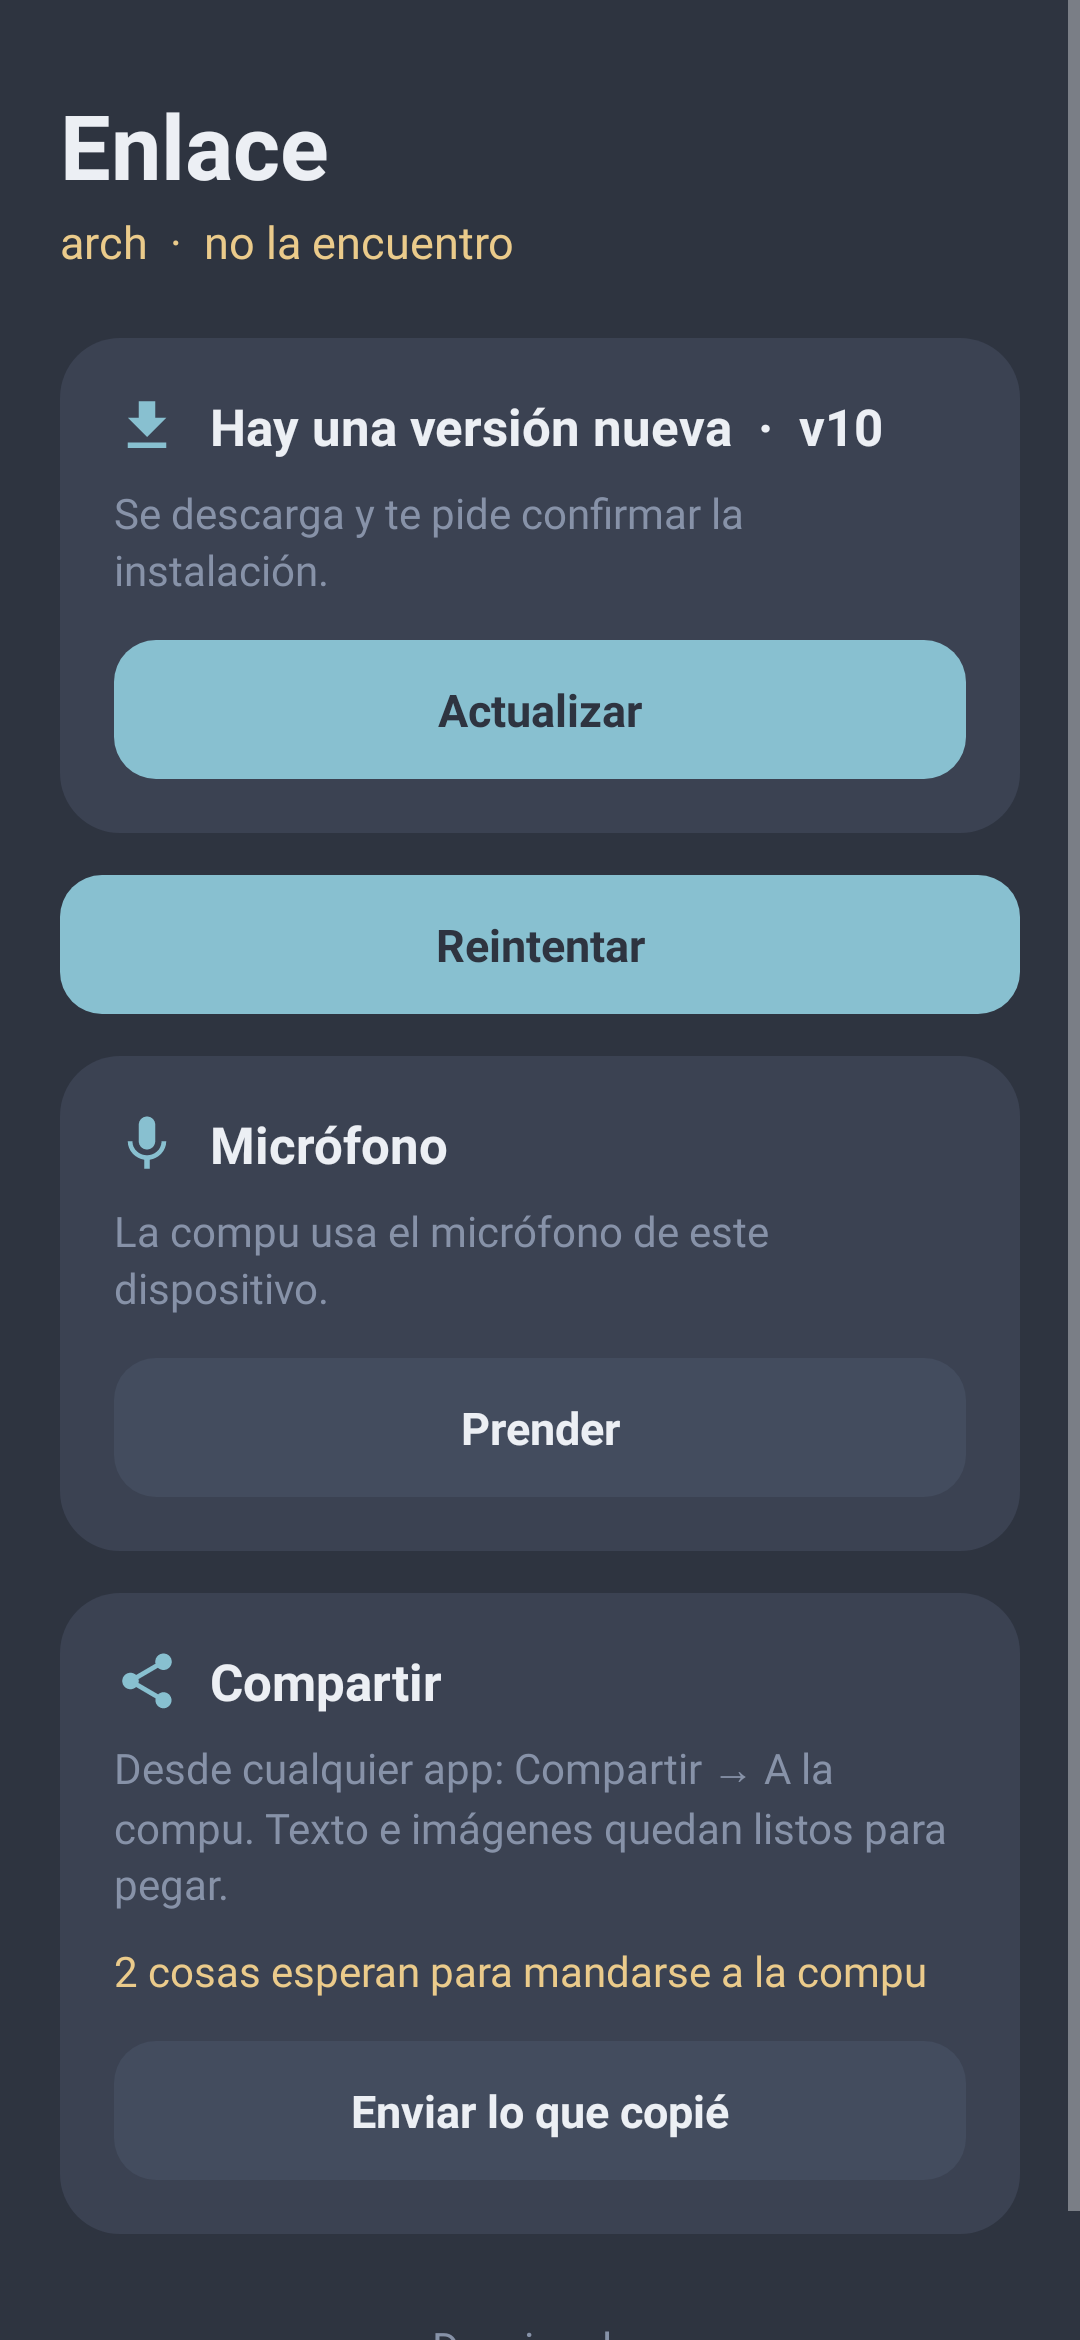 Enlace
arch · no la encuentro
Hay una versión nueva · v10
Se descarga y te pide confirmar la
instalación.
Actualizar
Reintentar
Micrófono
La compu usa el micrófono de este
dispositivo.
Prender
Compartir
Desde cualquier app: Compartir → A la
compu. Texto e imágenes quedan listos para
pegar.
2 cosas esperan para mandarse a la compu
Enviar lo que copié